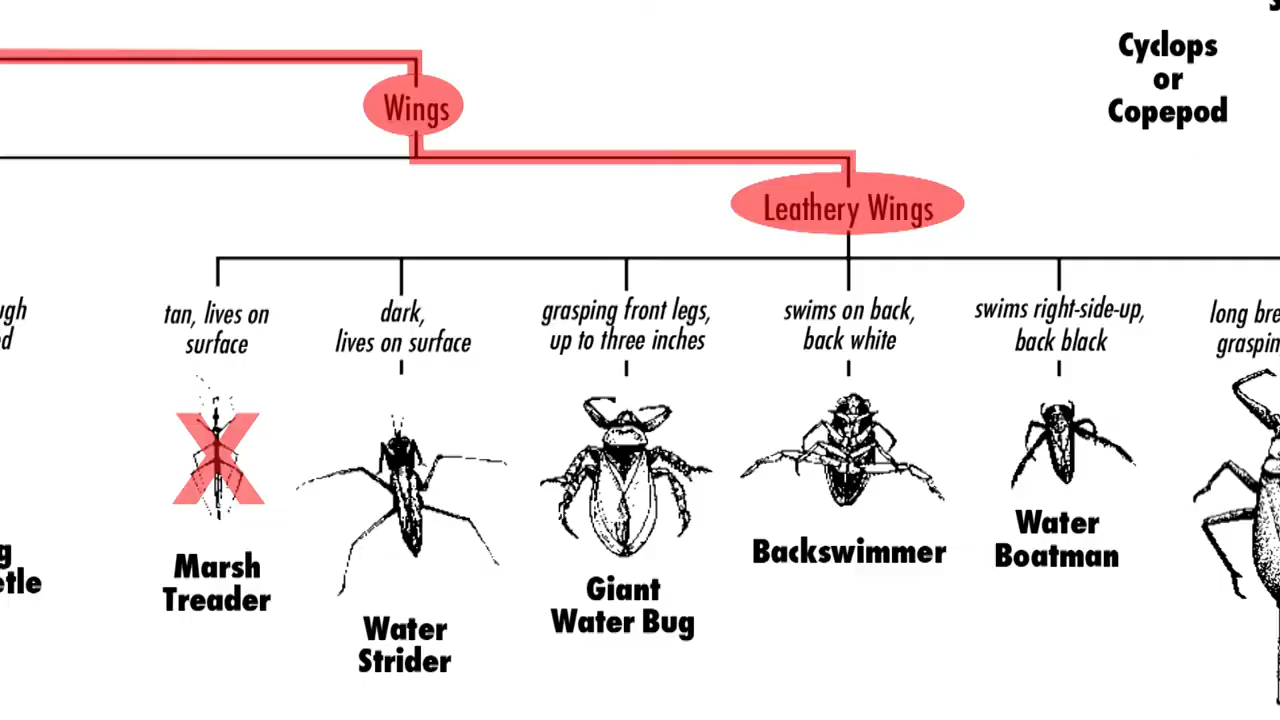 Cyclops
or
Copepod
Wings
Leathery Wings
tan, lives on
surface
dark,
lives on surface
grasping front legs,
up to three inches
swims on back,
back white
swims right-side-up,
back black
long
Marsh
Treader
Water
Strider
Giant
Water Bug
Backswimmer
Water
Boatman